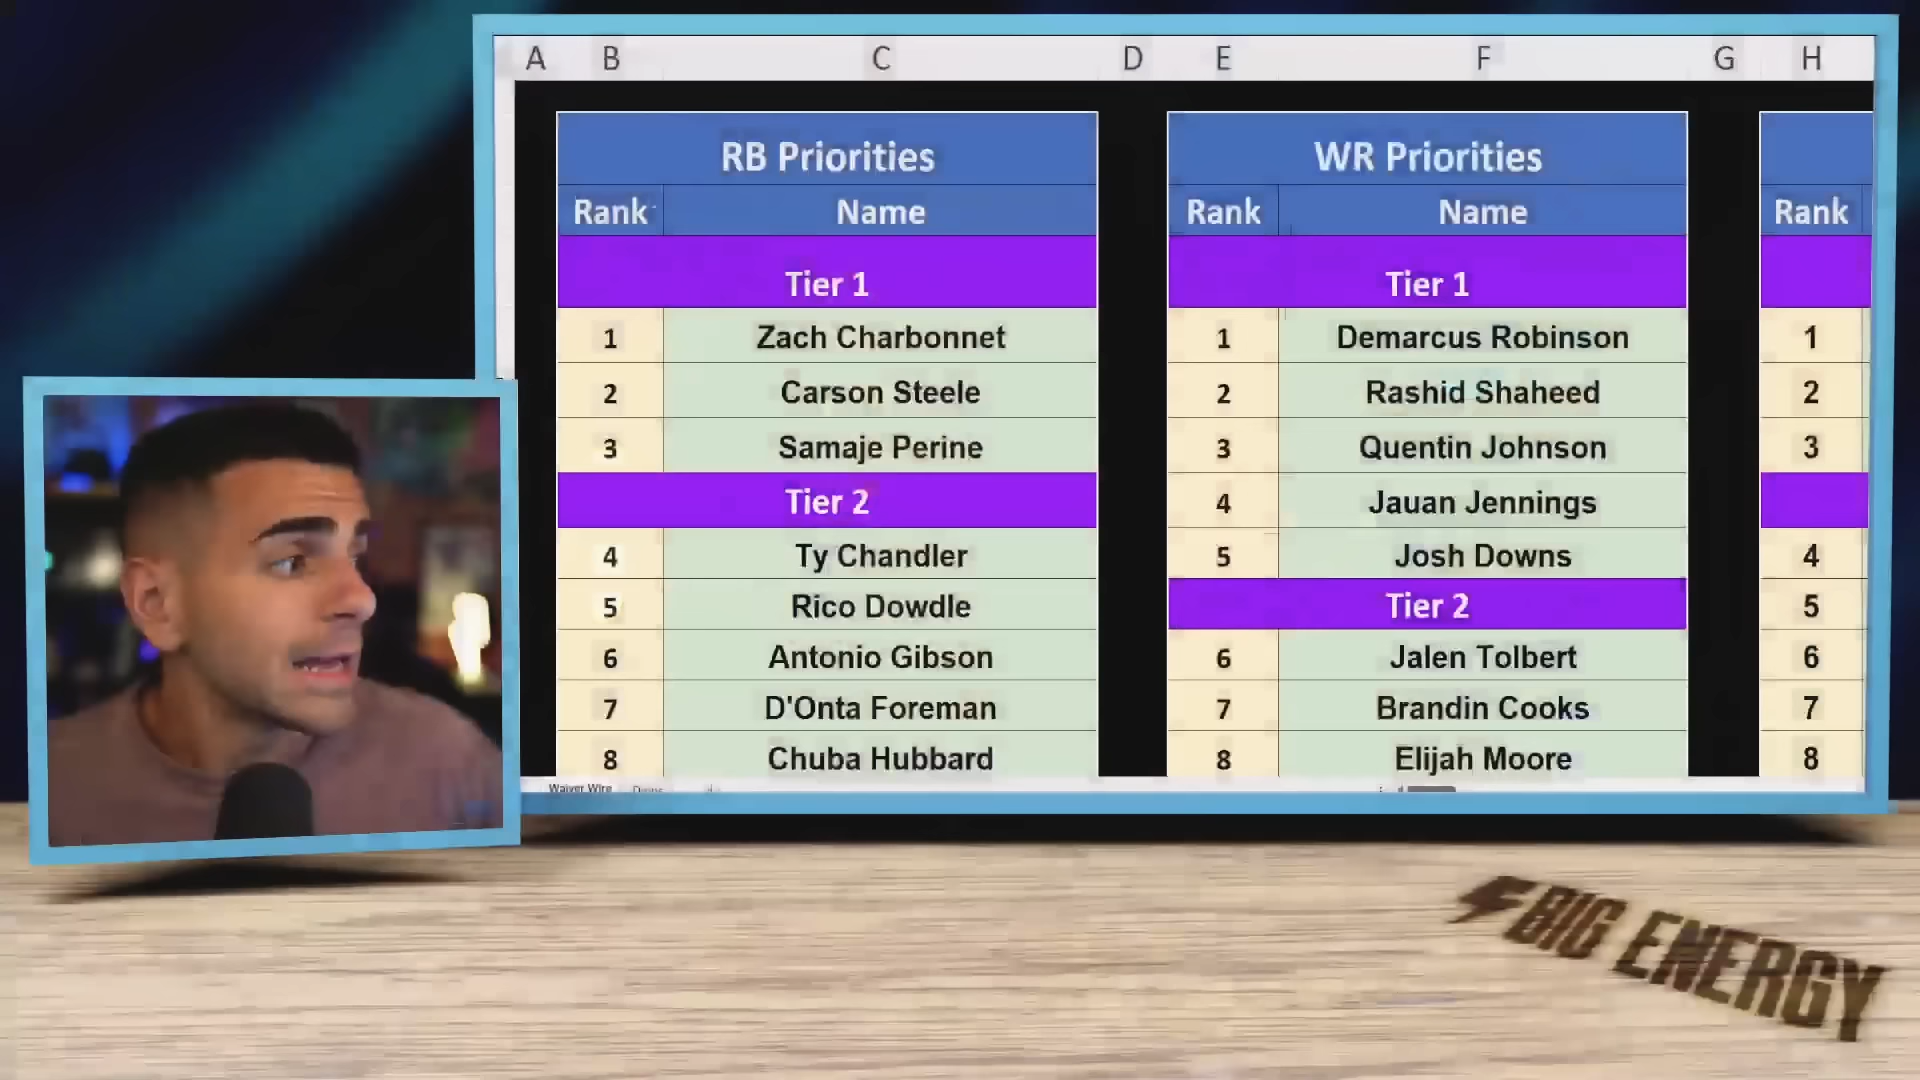 A B C D E F G H
RB Priorities
Rank Name
Tier 1
1 Zach Charbonnet
2 Carson Steele
3 Samaje Perine
Tier 2
4 Ty Chandler
5 Rico Dowdle
6 Antonio Gibson
7 D'Onta Foreman
8 Chuba Hubbard
WR Priorities
Rank Name
Tier 1
1 Demarcus Robinson
2 Rashid Shaheed
3 Quentin Johnson
4 Jauan Jennings
5 Josh Downs
Tier 2
6 Jalen Tolbert
7 Brandin Cooks
8 Elijah Moore
Rank
1
2
3
4
5
6
7
8
Waiver Wire
BIG ENERGY